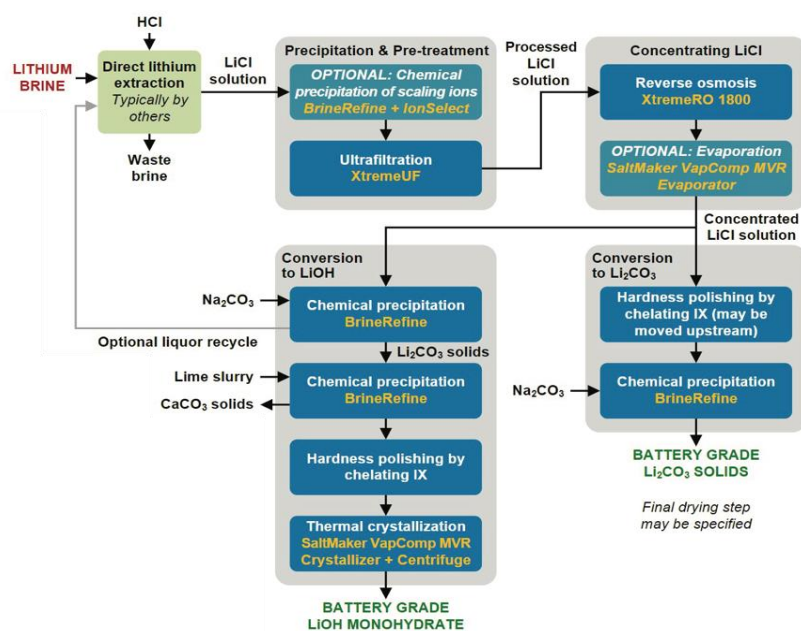 HCl
LITHIUM
BRINE
Direct lithium
extraction
Typically by
others
Waste
brine
LiCl
solution
Precipitation & Pre-treatment
OPTIONAL: Chemical
precipitation of scaling ions
BrineRefine + IonSelect
Ultrafiltration
XtremeUF
Processed
LiCl
solution
Concentrating LiCl
Reverse osmosis
XtremeRO 1800
OPTIONAL: Evaporation
SaltMaker VapComp MVR
Evaporator
Concentrated
LiCl solution
Conversion
to LiOH
Na₂CO₃
Chemical precipitation
BrineRefine
Optional liquor recycle
Li₂CO₃ solids
Lime slurry
CaCO₃ solids
Chemical precipitation
BrineRefine
Hardness polishing by
chelating IX
Thermal crystallization
SaltMaker VapComp MVR
Crystallizer + Centrifuge
BATTERY GRADE
LiOH MONOHYDRATE
Conversion
to Li₂CO₃
Hardness polishing by
chelating IX (may be
moved upstream)
Na₂CO₃
Chemical precipitation
BrineRefine
BATTERY GRADE
Li₂CO₃ SOLIDS
Final drying step
may be specified